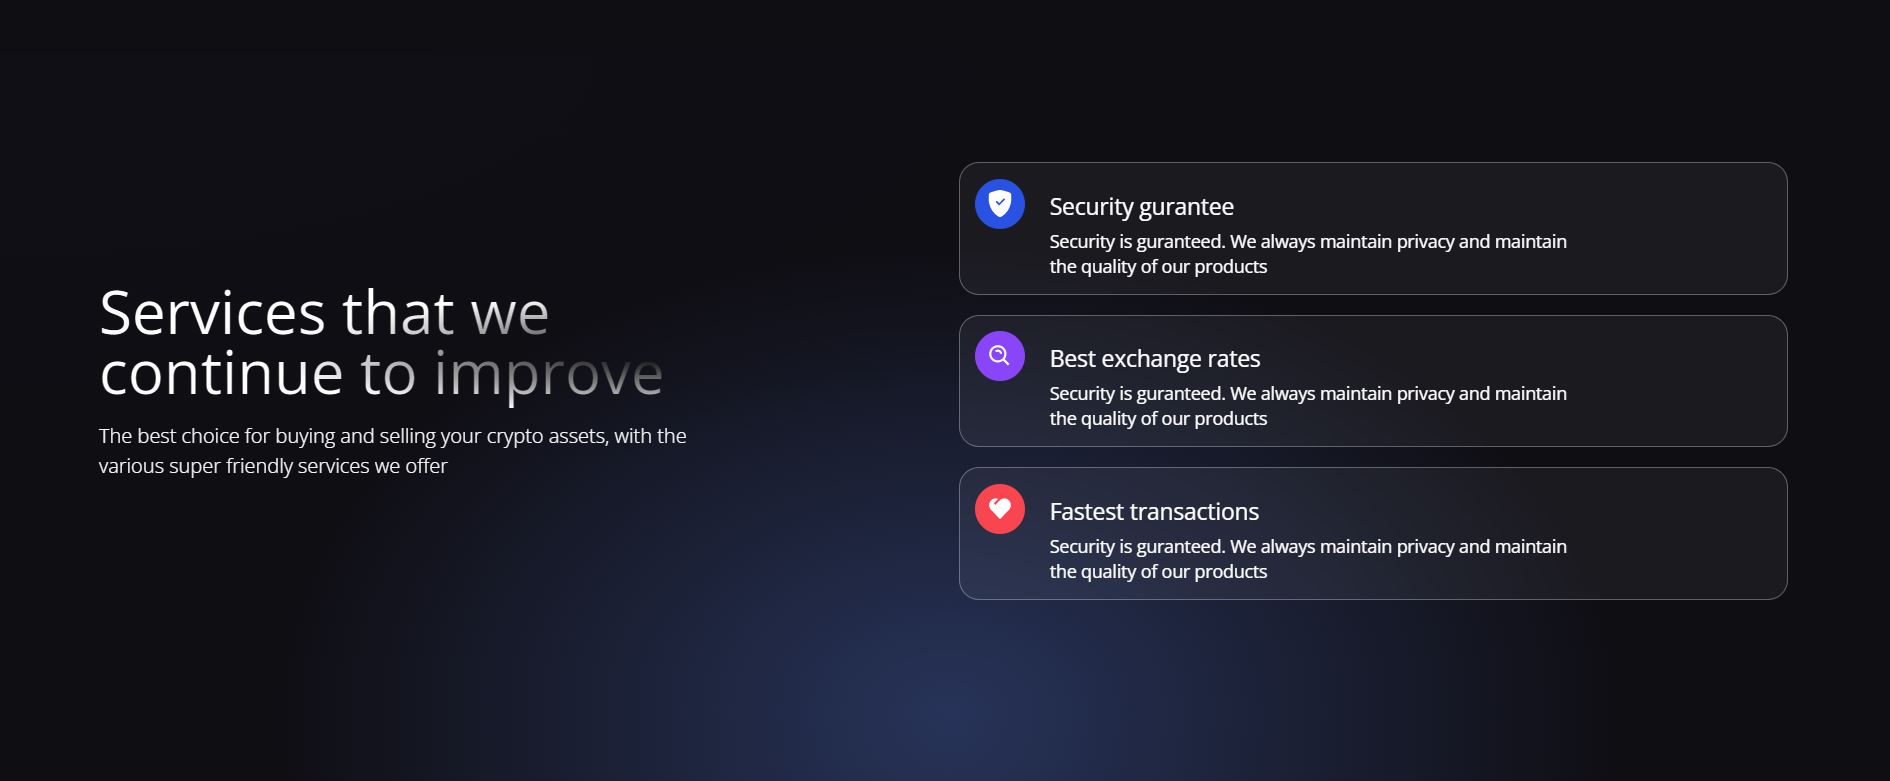 Services that we
continue to improve
The best choice for buying and selling your crypto assets, with the
various super friendly services we offer
Security gurantee
Security is guranteed. We always maintain privacy and maintain
the quality of our products
Best exchange rates
Security is guranteed. We always maintain privacy and maintain
the quality of our products
Fastest transactions
Security is guranteed. We always maintain privacy and maintain
the quality of our products